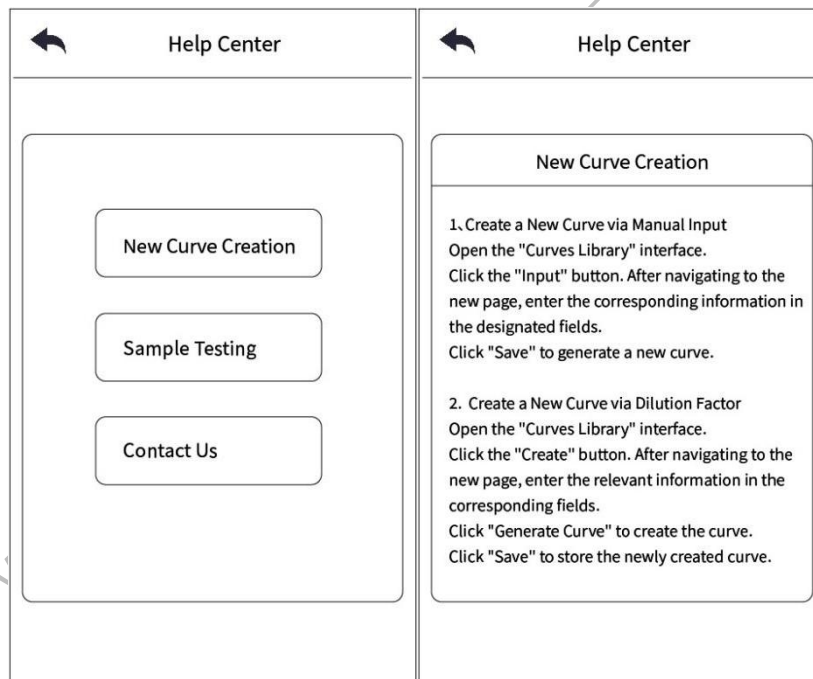 Help Center
New Curve Creation
Sample Testing
Contact Us
Help Center
New Curve Creation
1、Create a New Curve via Manual Input
Open the "Curves Library" interface.
Click the "Input" button. After navigating to the
new page, enter the corresponding information in
the designated fields.
Click "Save" to generate a new curve.
2. Create a New Curve via Dilution Factor
Open the "Curves Library" interface.
Click the "Create" button. After navigating to the
new page, enter the relevant information in the
corresponding fields.
Click "Generate Curve" to create the curve.
Click "Save" to store the newly created curve.